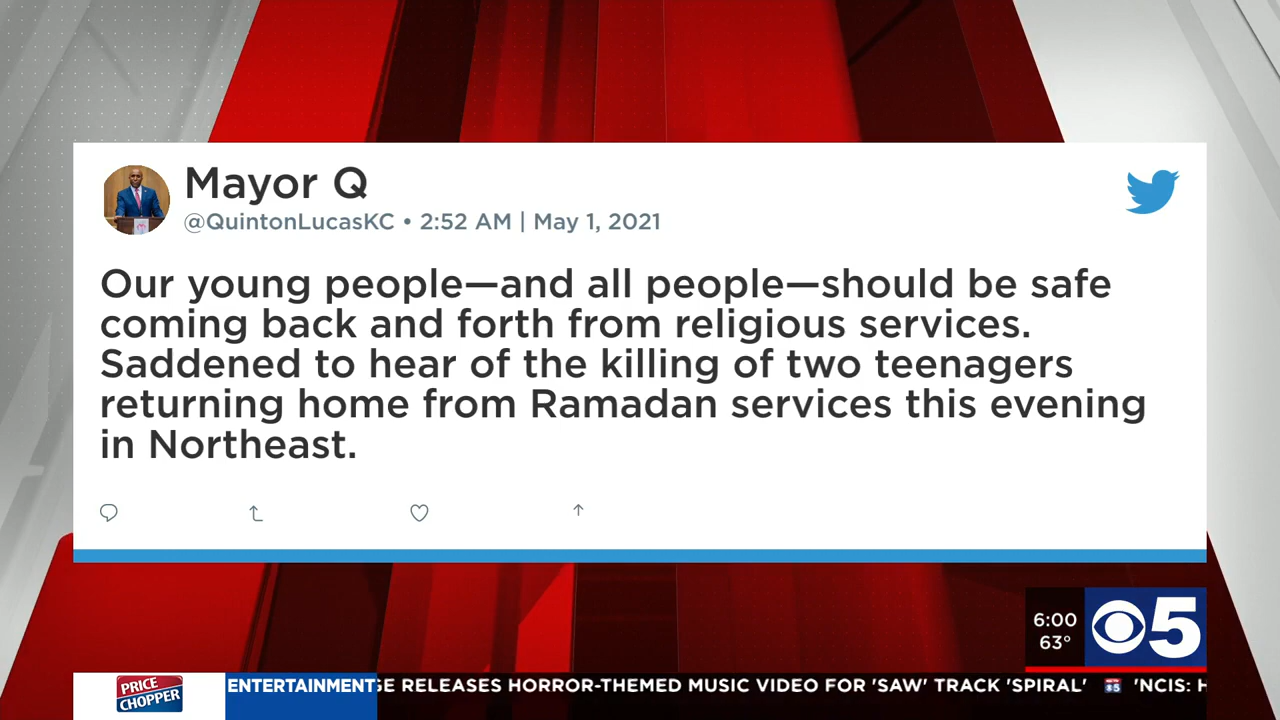 Mayor Q
@QuintonLucasKC • 2:52 AM | May 1, 2021
Our young people—and all people—should be safe
coming back and forth from religious services.
Saddened to hear of the killing of two teenagers
returning home from Ramadan services this evening
in Northeast.
6:00
63°
5
PRICE
CHOPPER
ENTERTAINMENT
RELEASES HORROR-THEMED MUSIC VIDEO FOR 'SAW' TRACK 'SPIRAL' 'NCIS: